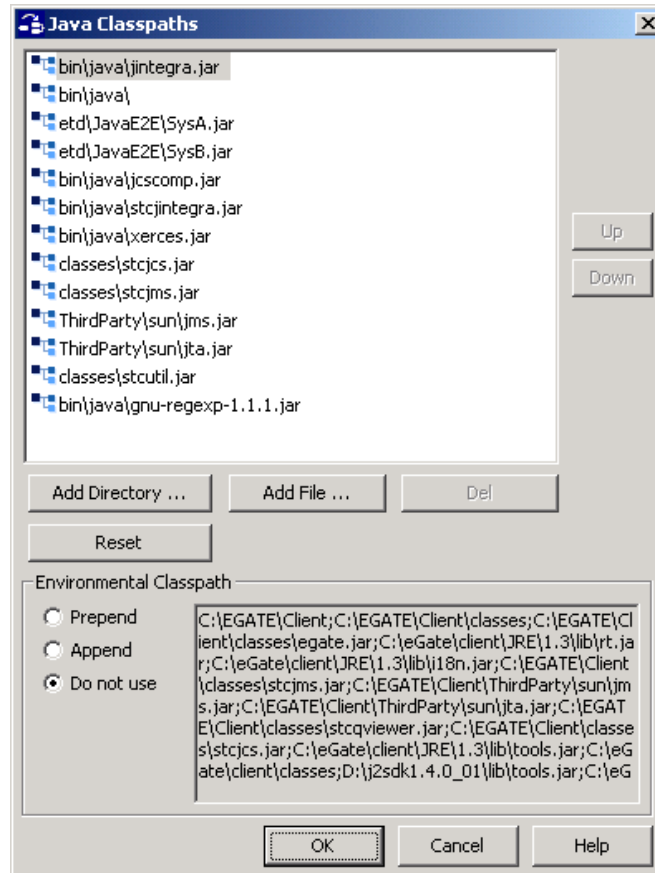 Java Classpaths
bin\java\jintegra.jar
bin\java\
etd\JavaE2E\SysA.jar
etd\JavaE2E\SysB.jar
bin\java\jcscomp.jar
bin\java\stcjintegra.jar
bin\java\xerces.jar
classes\stcjcs.jar
classes\stcjms.jar
ThirdParty\sun\jms.jar
ThirdParty\sun\jta.jar
classes\stcutil.jar
bin\java\gnu-regexp-1.1.1.jar
Up
Down
Add Directory ...
Add File ...
Del
Reset
Environmental Classpath
Prepend
Append
Do not use
C:\EGATE\Client;C:\EGATE\Client\classes;C:\EGATE\Cl
ient\classes\egate.jar;C:\eGate\client\JRE\1.3\lib\rt.ja
r;C:\eGate\client\JRE\1.3\lib\i18n.jar;C:\EGATE\Client
\classes\stcjms.jar;C:\EGATE\Client\ThirdParty\sun\jm
s.jar;C:\EGATE\Client\ThirdParty\sun\jta.jar;C:\EGAT
E\Client\classes\stcqviewer.jar;C:\EGATE\Client\classe
s\stcjcs.jar;C:\eGate\client\JRE\1.3\lib\tools.jar;C:\eG
ate\client\classes;D:\j2sdk1.4.0_01\lib\tools.jar;C:\eG
OK
Cancel
Help